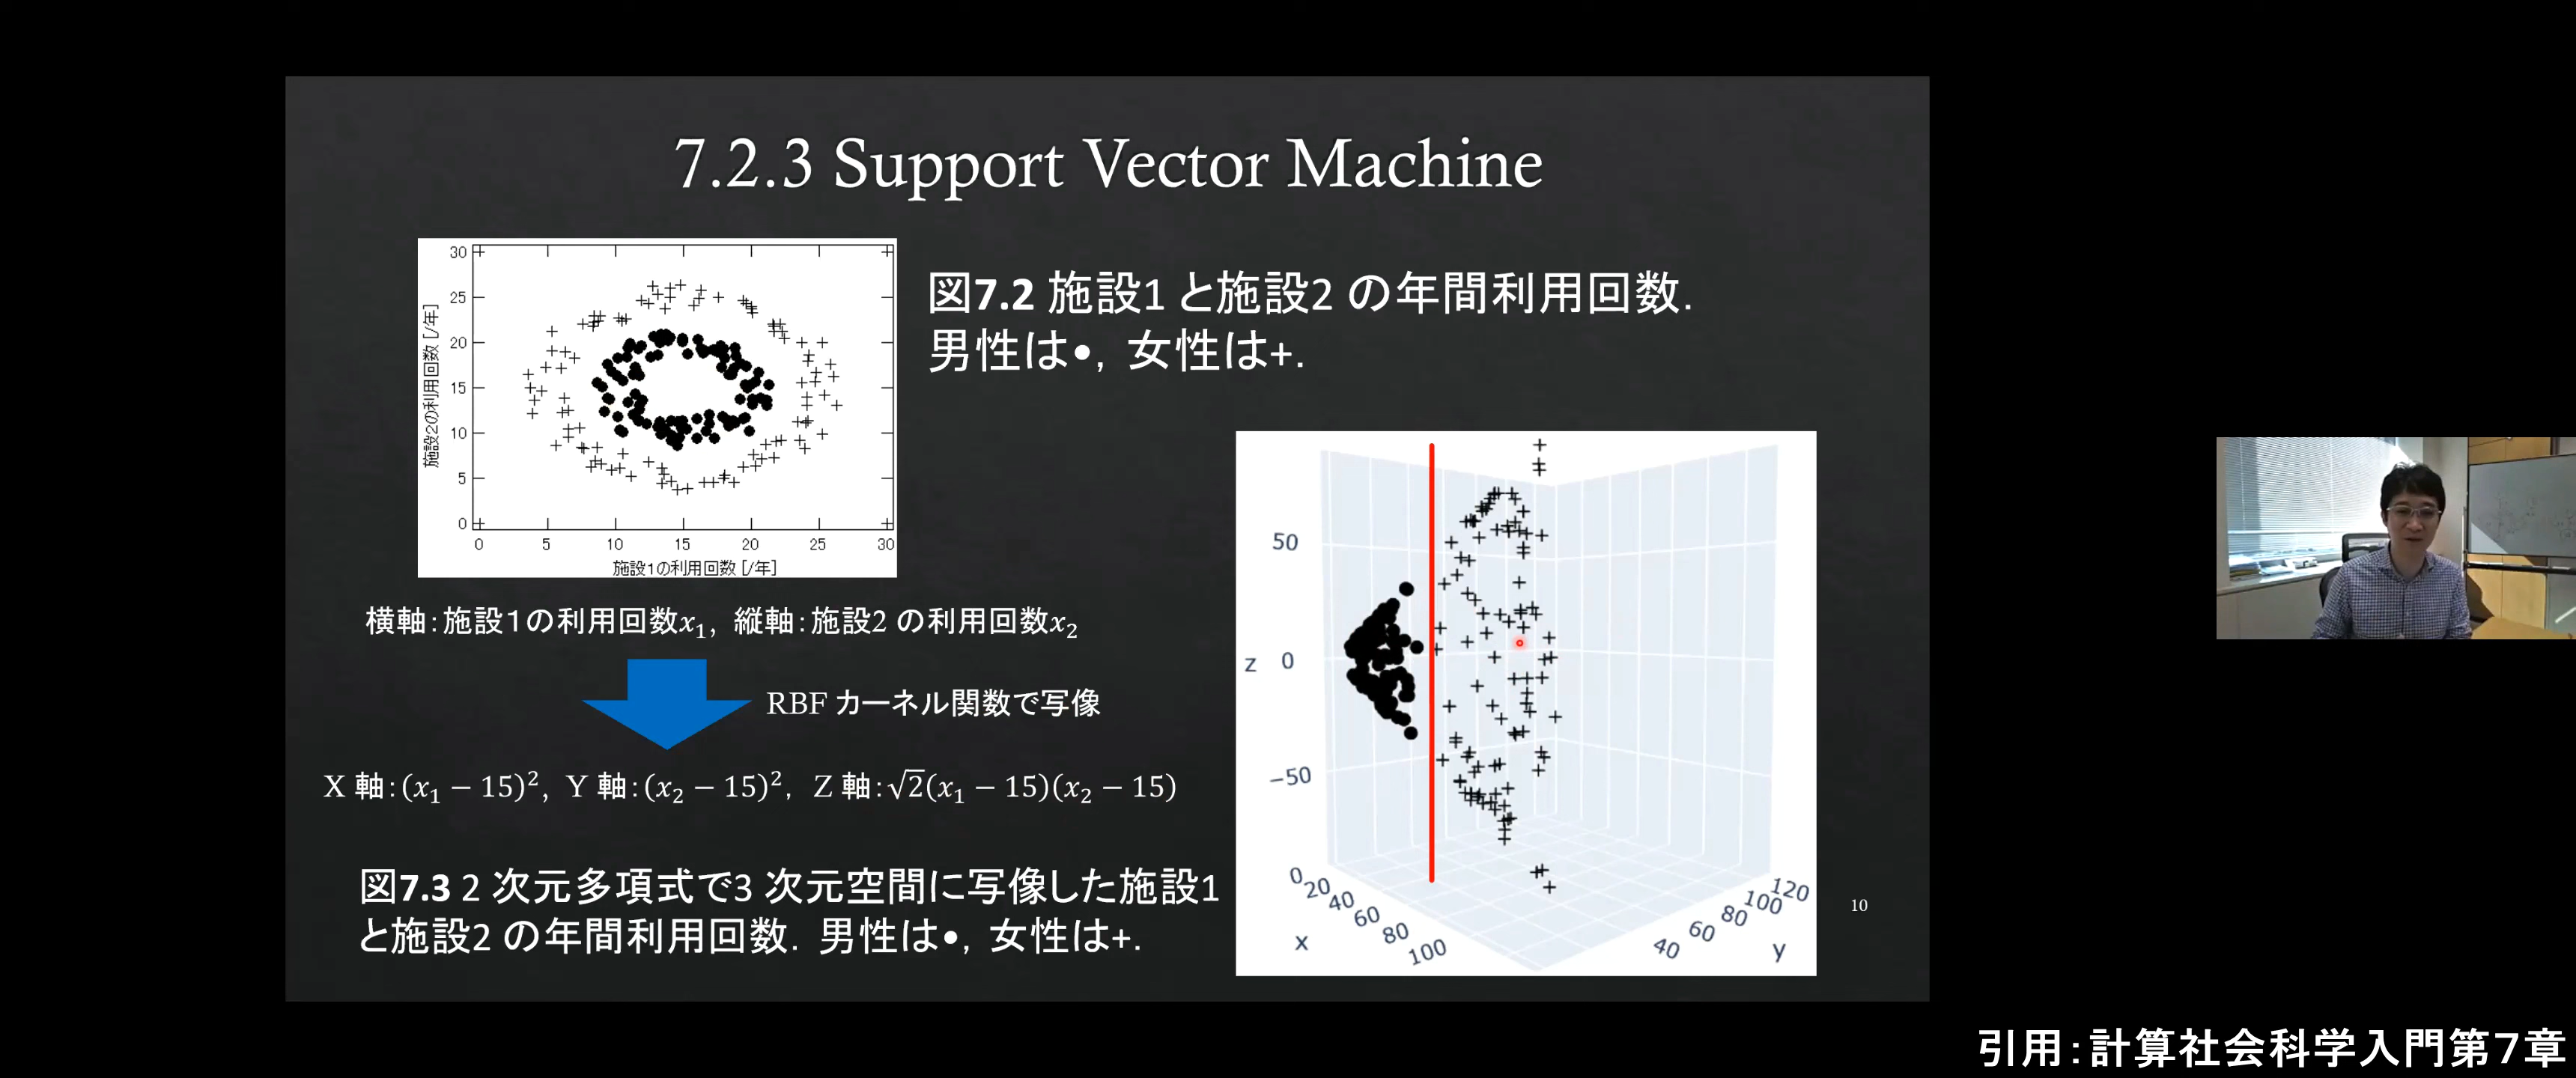 7.2.3 Support Vector Machine
30
25
20
15
10
5
0
施設2の利用回数 [/年]
0 5 10 15 20 25 30
施設1の利用回数 [/年]
図7.2 施設1 と施設2 の年間利用回数.
男性は•, 女性は+.
横軸:施設1の利用回数x₁, 縦軸:施設2 の利用回数x₂
RBF カーネル関数で写像
X 軸:(x₁ − 15)², Y 軸:(x₂ − 15)², Z 軸:√2(x₁ − 15)(x₂ − 15)
図7.3 2 次元多項式で3 次元空間に写像した施設1
と施設2 の年間利用回数. 男性は•, 女性は+.
50
z 0
−50
0 20 40 60 80 100
x
40 60 80 100 120
y
10
引用:計算社会科学入門第7章